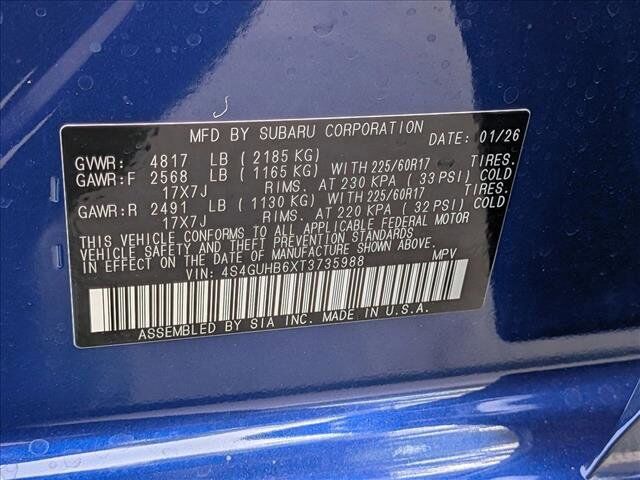 MFD BY SUBARU CORPORATION DATE: 01/26
GVWR: 4817 LB (2185 KG)
GAWR:F 2568 LB (1165 KG) WITH 225/60R17 TIRES.
17X7J RIMS. AT 230 KPA (33 PSI) COLD
GAWR:R 2491 LB (1130 KG) WITH 225/60R17 TIRES.
17X7J RIMS. AT 220 KPA (32 PSI) COLD
THIS VEHICLE CONFORMS TO ALL APPLICABLE FEDERAL MOTOR
VEHICLE SAFETY AND BUMPER STANDARDS
IN EFFECT ON THE DATE OF MANUFACTURE SHOWN ABOVE.
VIN: 4S4GUHB6XT3735988 MPV
ASSEMBLED BY SIA INC. MADE IN U.S.A.